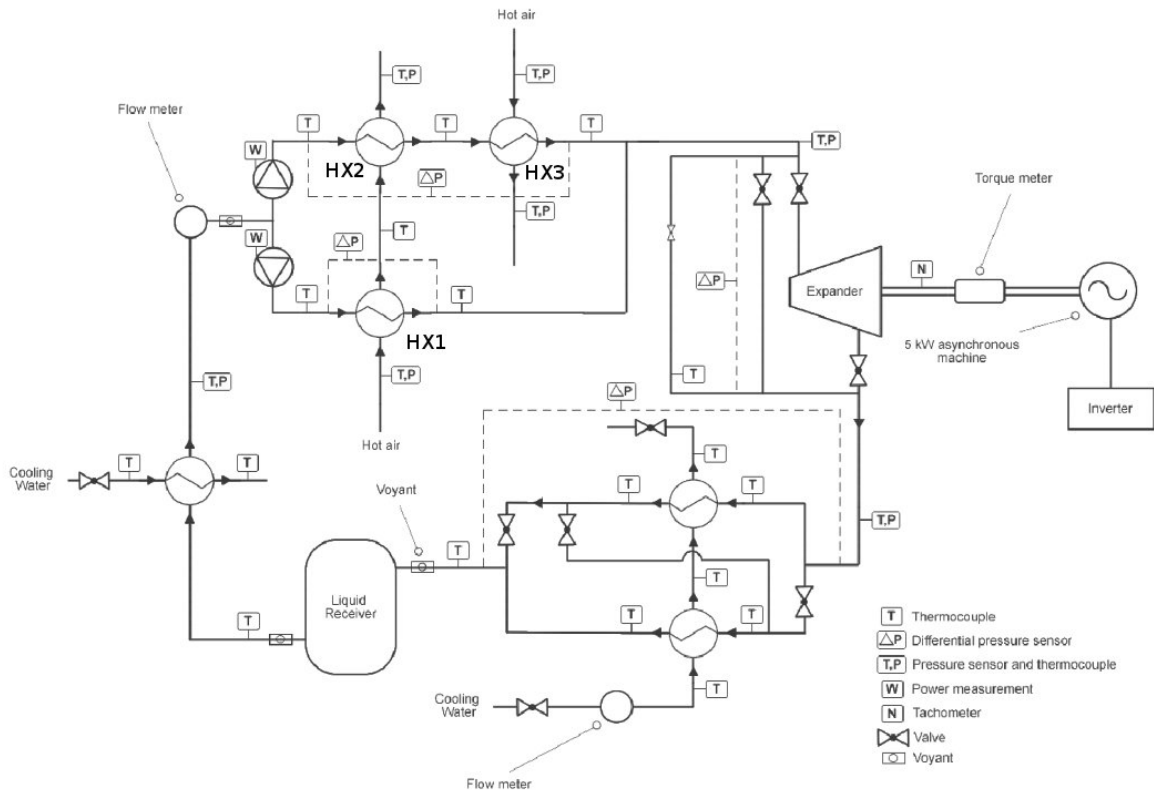 Hot air
T,P
T,P
Flow meter
T
T
T
T,P
W
HX2
HX3
△P
Torque meter
T,P
W
T
△P
N
T
T
△P
Expander
HX1
5 kW asynchronous
machine
T,P
T,P
T
Inverter
Hot air
△P
T
Cooling
Water
T
T
Voyant
T
T
T,P
T
T
Liquid
Receiver
T
T
T
T
Cooling
Water
Flow meter
T Thermocouple
△P Differential pressure sensor
T,P Pressure sensor and thermocouple
W Power measurement
N Tachometer
Valve
Voyant